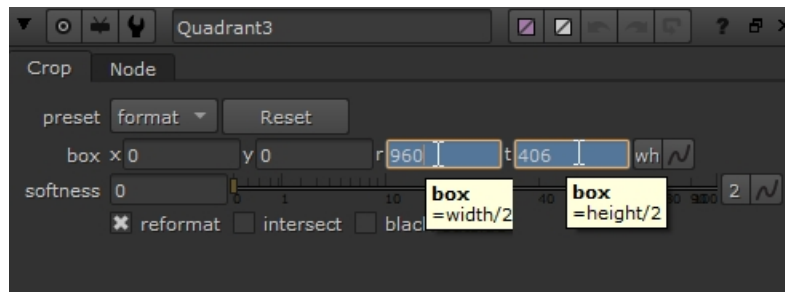 Quadrant3 ?
Crop Node
preset format Reset
box x 0 y 0 r 960 t 406 wh
softness 0 0 1 10 40 2
box
=width/2
box
=height/2
reformat intersect